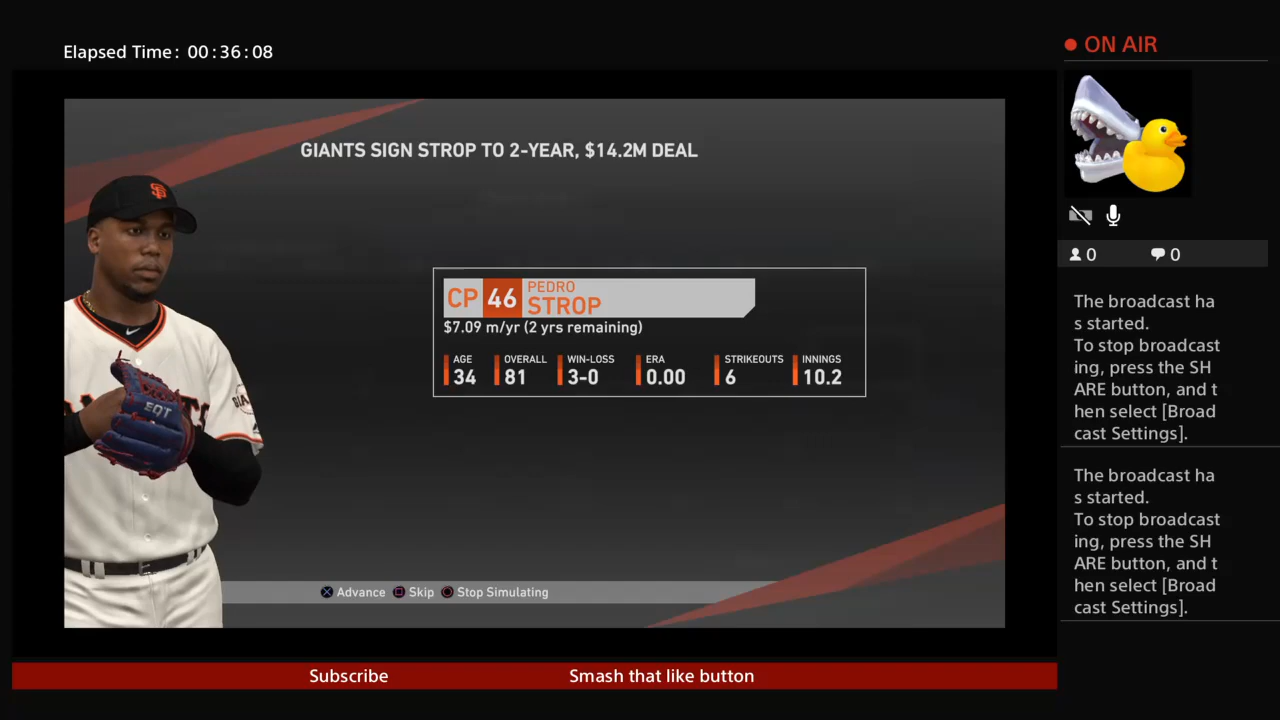 Elapsed Time: 00:36:08
ON AIR
GIANTS SIGN STROP TO 2-YEAR, $14.2M DEAL
SF
EQT
CP 46 PEDRO STROP
$7.09 m/yr (2 yrs remaining)
AGE OVERALL WIN-LOSS ERA STRIKEOUTS INNINGS
34 81 3-0 0.00 6 10.2
Advance Skip Stop Simulating
0 0
The broadcast ha
s started.
To stop broadcast
ing, press the SH
ARE button, and t
hen select [Broad
cast Settings].
The broadcast ha
s started.
To stop broadcast
ing, press the SH
ARE button, and t
hen select [Broad
cast Settings].
Subscribe Smash that like button